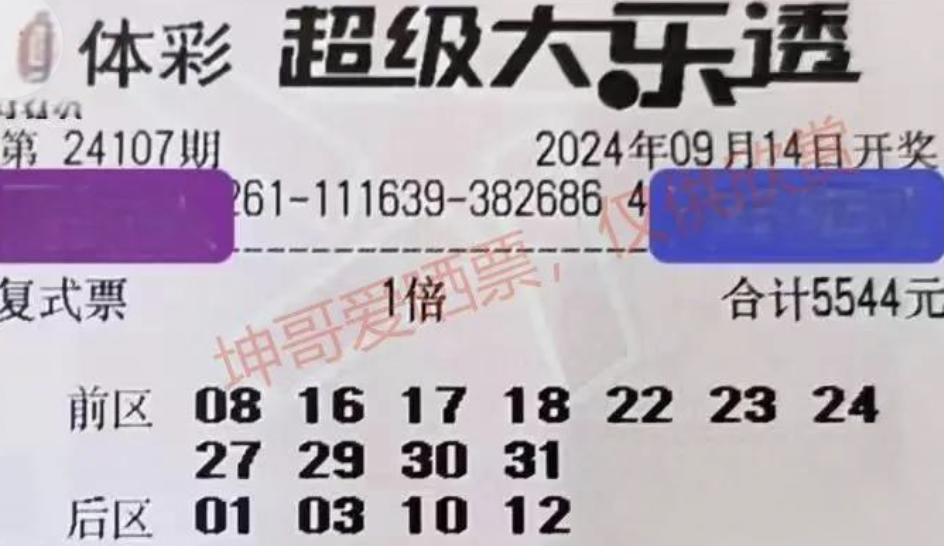 体彩 超级大乐透
第 24107期 2024年09月14日开奖
261-111639-382686 4
复式票 1倍 合计5544元
坤哥爱晒票，仅供欣赏
前区 08 16 17 18 22 23 24
27 29 30 31
后区 01 03 10 12